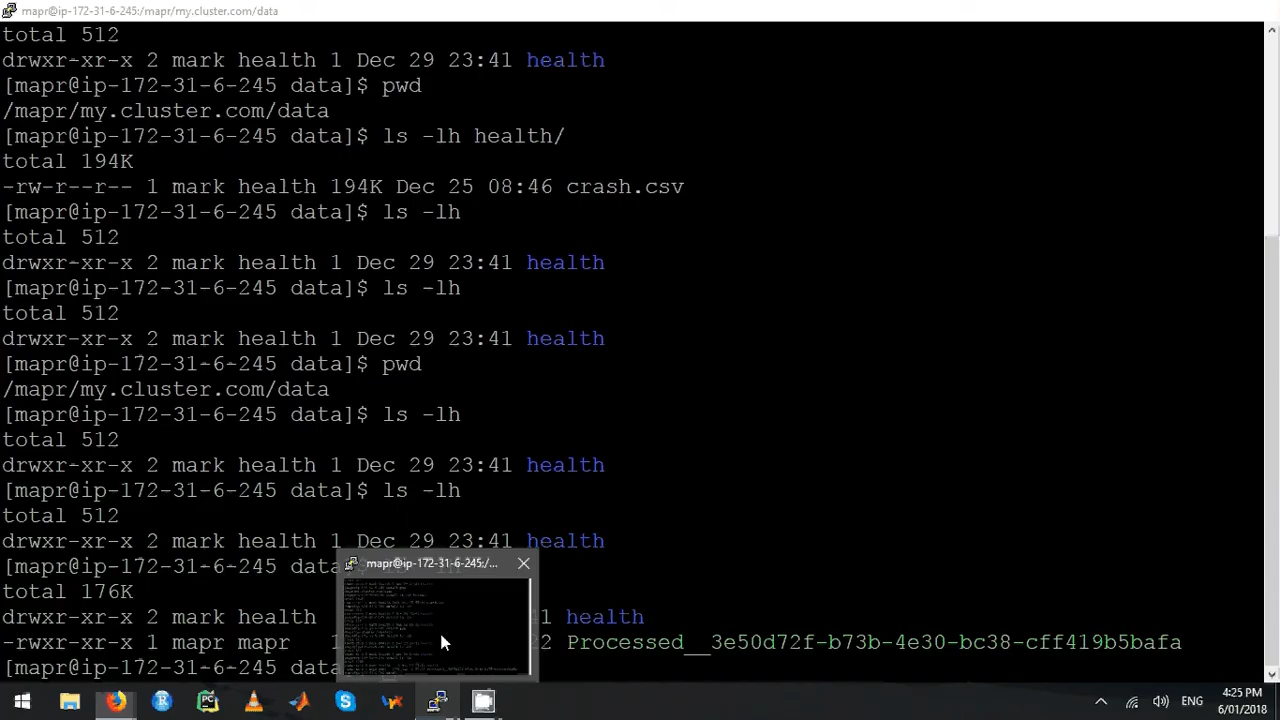 mapr@ip-172-31-6-245:/mapr/my.cluster.com/data
total 512
drwxr-xr-x 2 mark health 1 Dec 29 23:41 health
[mapr@ip-172-31-6-245 data]$ pwd
/mapr/my.cluster.com/data
[mapr@ip-172-31-6-245 data]$ ls -lh health/
total 194K
-rw-r--r-- 1 mark health 194K Dec 25 08:46 crash.csv
[mapr@ip-172-31-6-245 data]$ ls -lh
total 512
drwxr-xr-x 2 mark health 1 Dec 29 23:41 health
[mapr@ip-172-31-6-245 data]$ ls -lh
total 512
drwxr-xr-x 2 mark health 1 Dec 29 23:41 health
[mapr@ip-172-31-6-245 data]$ pwd
/mapr/my.cluster.com/data
[mapr@ip-172-31-6-245 data]$ ls -lh
total 512
drwxr-xr-x 2 mark health 1 Dec 29 23:41 health
[mapr@ip-172-31-6-245 data]$ ls -lh
total 512
drwxr-xr-x 2 mark health 1 Dec 29 23:41 health
[mapr@ip-172-31-6-245 data
mapr@ip-172-31-6-245:/...
total 176K
drwxr-xr-x 2 mark health 41 health
-rwxr-xr-x 1 mapr mapr
[mapr@ip-172-31-6-245 data
PC
ENG
4:25 PM
6/01/2018